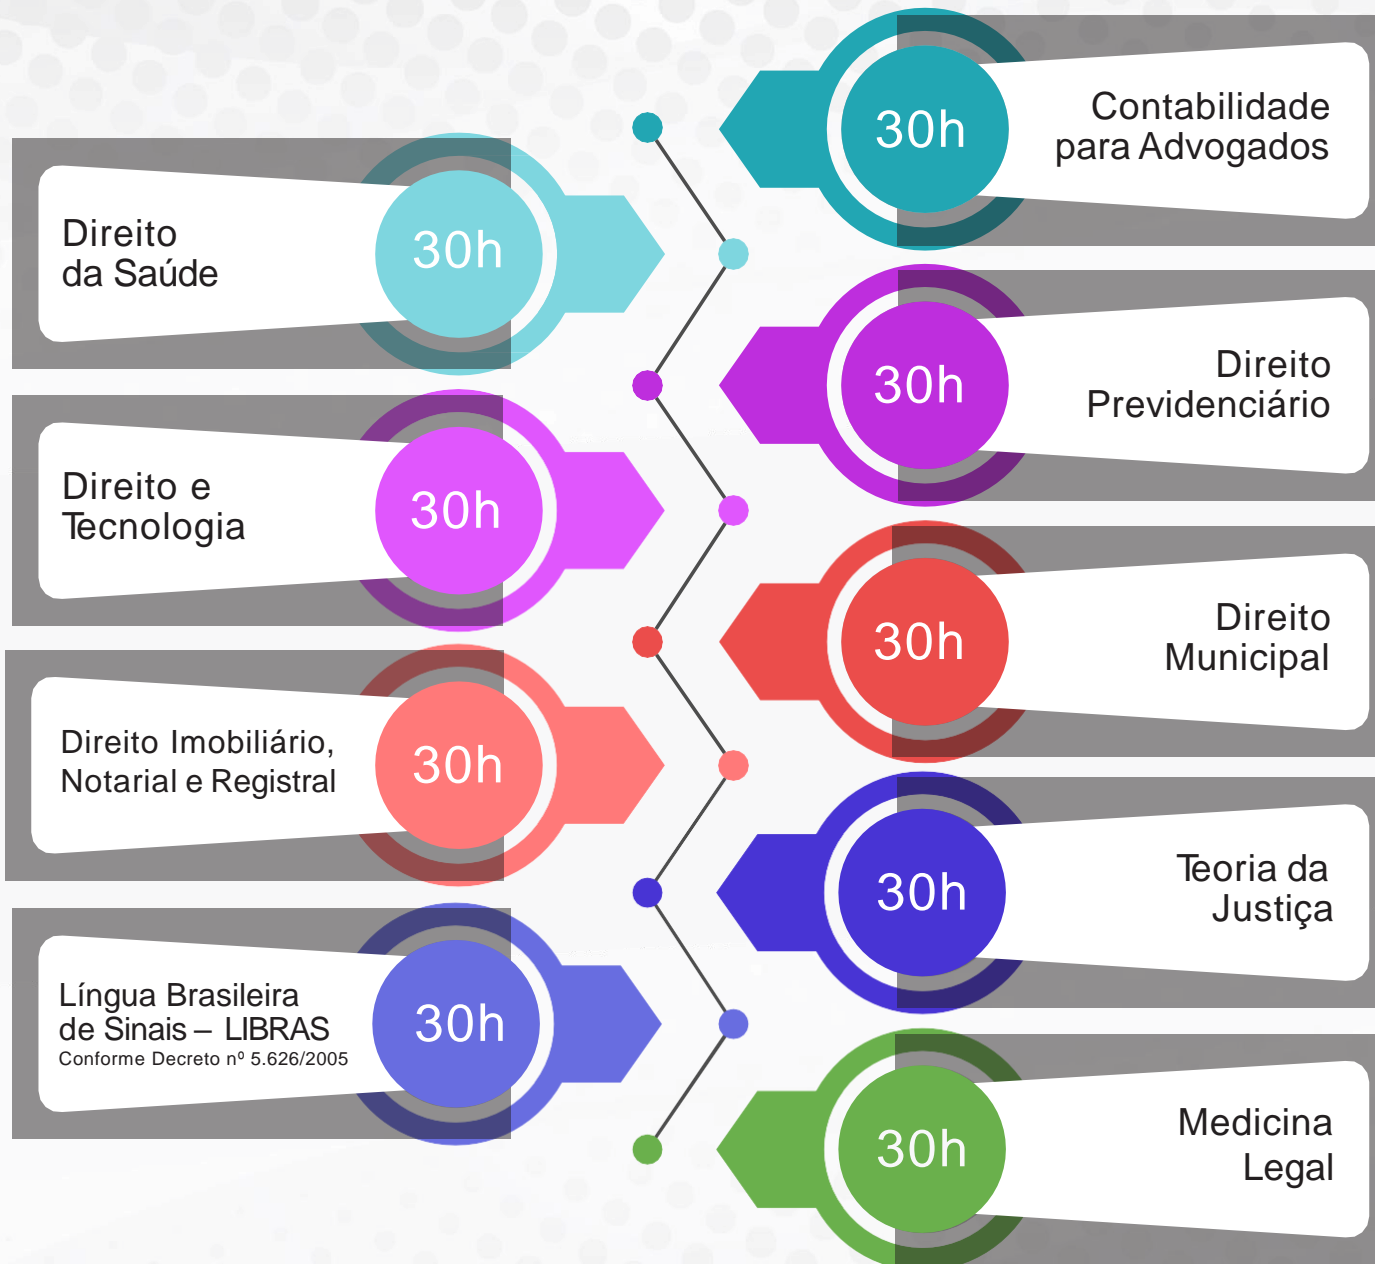 30h
Contabilidade
para Advogados
Direito
da Saúde
30h
30h
Direito
Previdenciário
Direito e
Tecnologia
30h
30h
Direito
Municipal
Direito Imobiliário,
Notarial e Registral
30h
30h
Teoria da
Justiça
Língua Brasileira
de Sinais – LIBRAS
Conforme Decreto nº 5.626/2005
30h
30h
Medicina
Legal